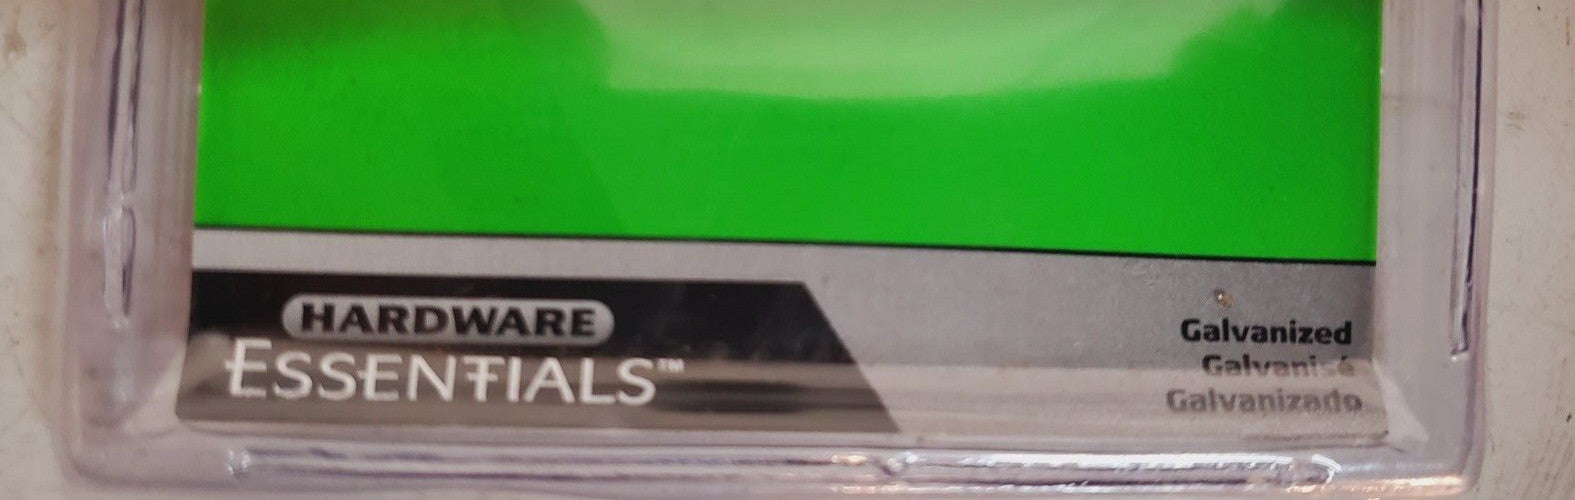 HARDWARE
ESSENTIALS™
Galvanized
Galvanisé
Galvanizado